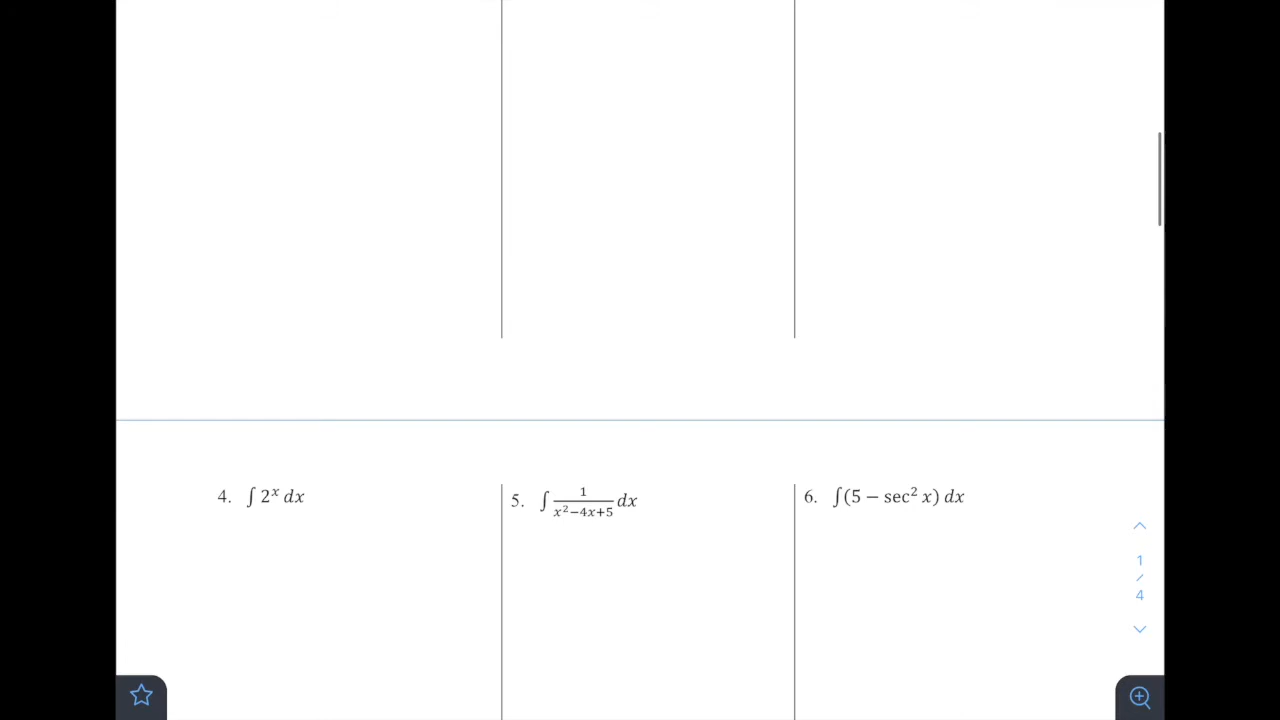 4. ∫ 2ˣ dx
5. ∫ 1/(x²−4x+5) dx
6. ∫(5 − sec² x) dx
1
/
4